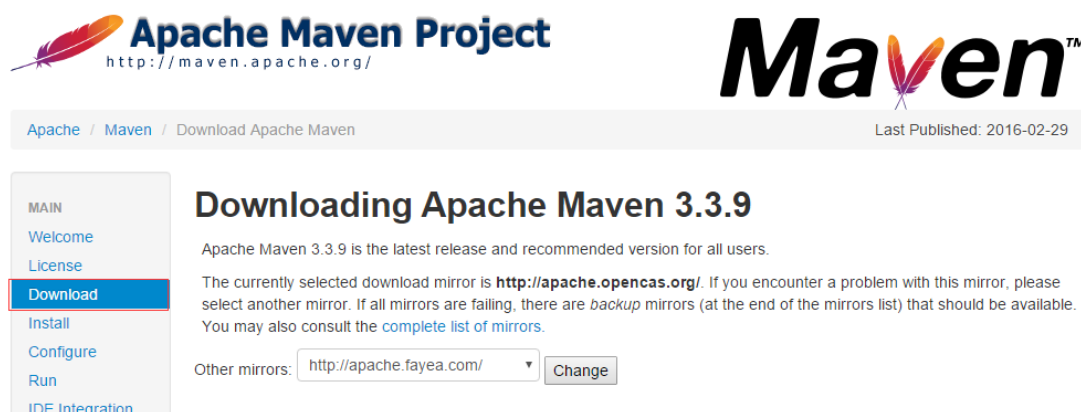 Apache Maven Project
http://maven.apache.org/
Maven™
Apache / Maven / Download Apache Maven
Last Published: 2016-02-29
MAIN
Welcome
License
Download
Install
Configure
Run
IDE Integration
Downloading Apache Maven 3.3.9
Apache Maven 3.3.9 is the latest release and recommended version for all users.
The currently selected download mirror is http://apache.opencas.org/. If you encounter a problem with this mirror, please
select another mirror. If all mirrors are failing, there are backup mirrors (at the end of the mirrors list) that should be available.
You may also consult the complete list of mirrors.
Other mirrors: http://apache.fayea.com/ Change